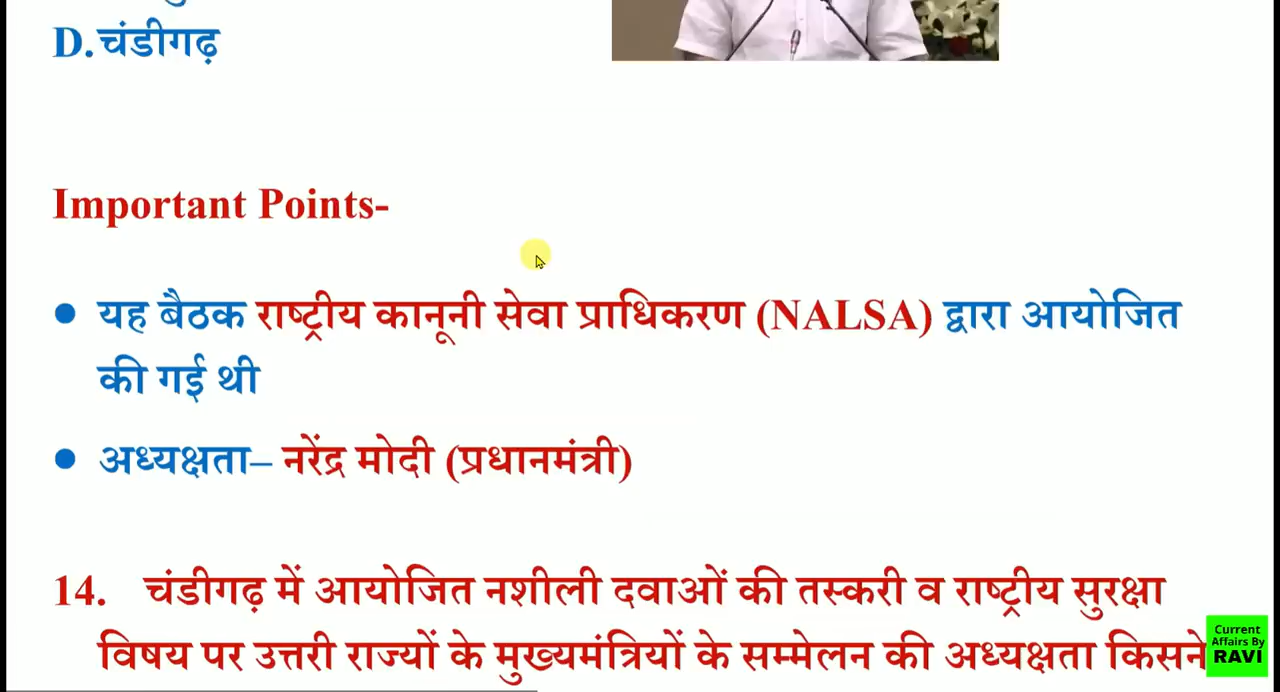 D. चंडीगढ़
Important Points-
यह बैठक राष्ट्रीय कानूनी सेवा प्राधिकरण (NALSA) द्वारा आयोजित
की गई थी
अध्यक्षता– नरेंद्र मोदी (प्रधानमंत्री)
14. चंडीगढ़ में आयोजित नशीली दवाओं की तस्करी व राष्ट्रीय सुरक्षा
विषय पर उत्तरी राज्यों के मुख्यमंत्रियों के सम्मेलन की अध्यक्षता किसने
Current
Affairs By
RAVI